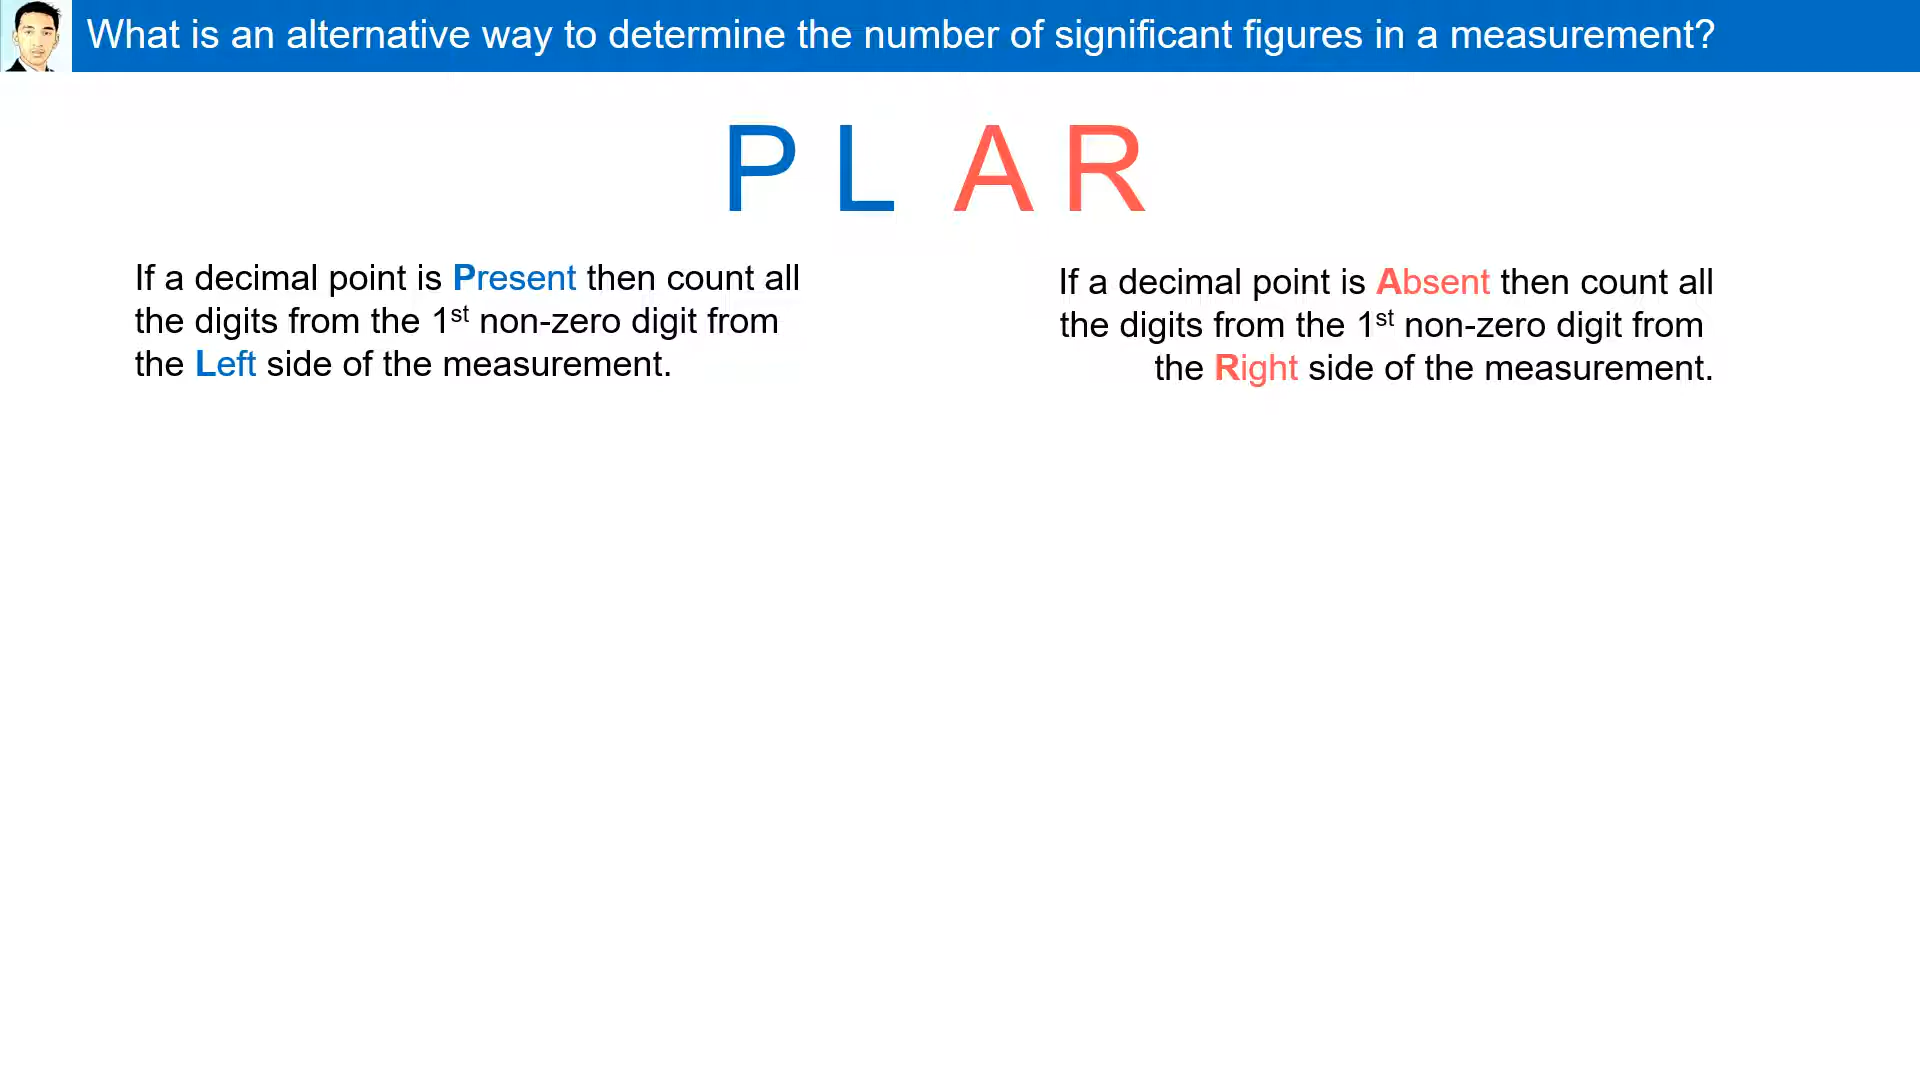 What is an alternative way to determine the number of significant figures in a measurement?
P L A R
If a decimal point is Present then count all
the digits from the 1st non-zero digit from
the Left side of the measurement.
If a decimal point is Absent then count all
the digits from the 1st non-zero digit from
the Right side of the measurement.